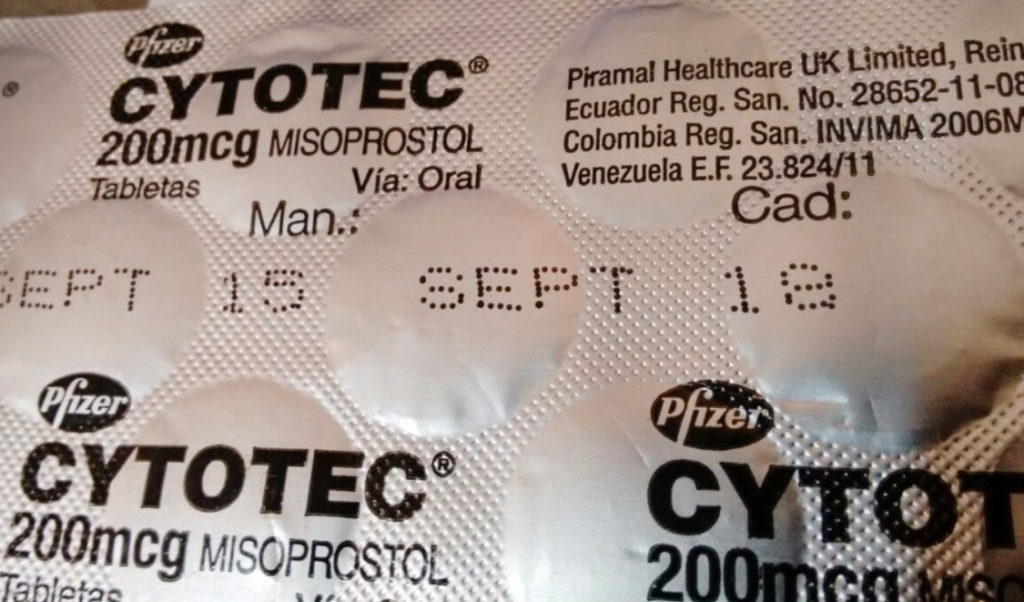 ®
Pfizer
CYTOTEC®
200mcg MISOPROSTOL
Tabletas Vía: Oral
Piramal Healthcare UK Limited,
Ecuador Reg. San. No. 28652-11-08
Colombia Reg. San. INVIMA 2006M
Venezuela E.F. 23.824/11
Man.: Cad:
SEPT 15 SEPT 18
Pfizer
CYTOTEC®
200mcg MISOPROSTOL
Tabletas
Pfizer
CYTOT
200mcg MISO